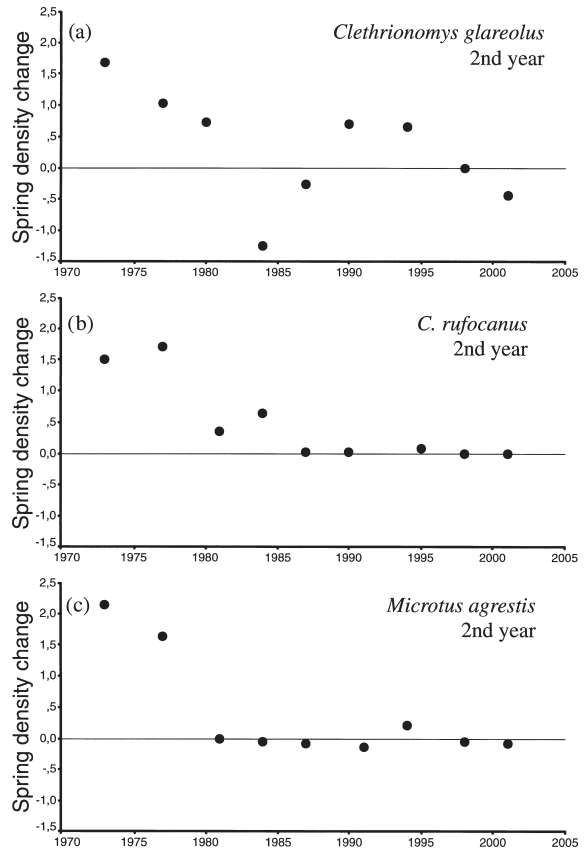 (a)
Clethrionomys glareolus
2nd year
Spring density change
2,5
2,0
1,5
1,0
,5
0,0
-,5
-1,0
-1,5
1970 1975 1980 1985 1990 1995 2000 2005
(b)
C. rufocanus
2nd year
Spring density change
2,5
2,0
1,5
1,0
,5
0,0
-,5
-1,0
-1,5
1970 1975 1980 1985 1990 1995 2000 2005
(c)
Microtus agrestis
2nd year
Spring density change
2,5
2,0
1,5
1,0
,5
0,0
-,5
-1,0
-1,5
1970 1975 1980 1985 1990 1995 2000 2005